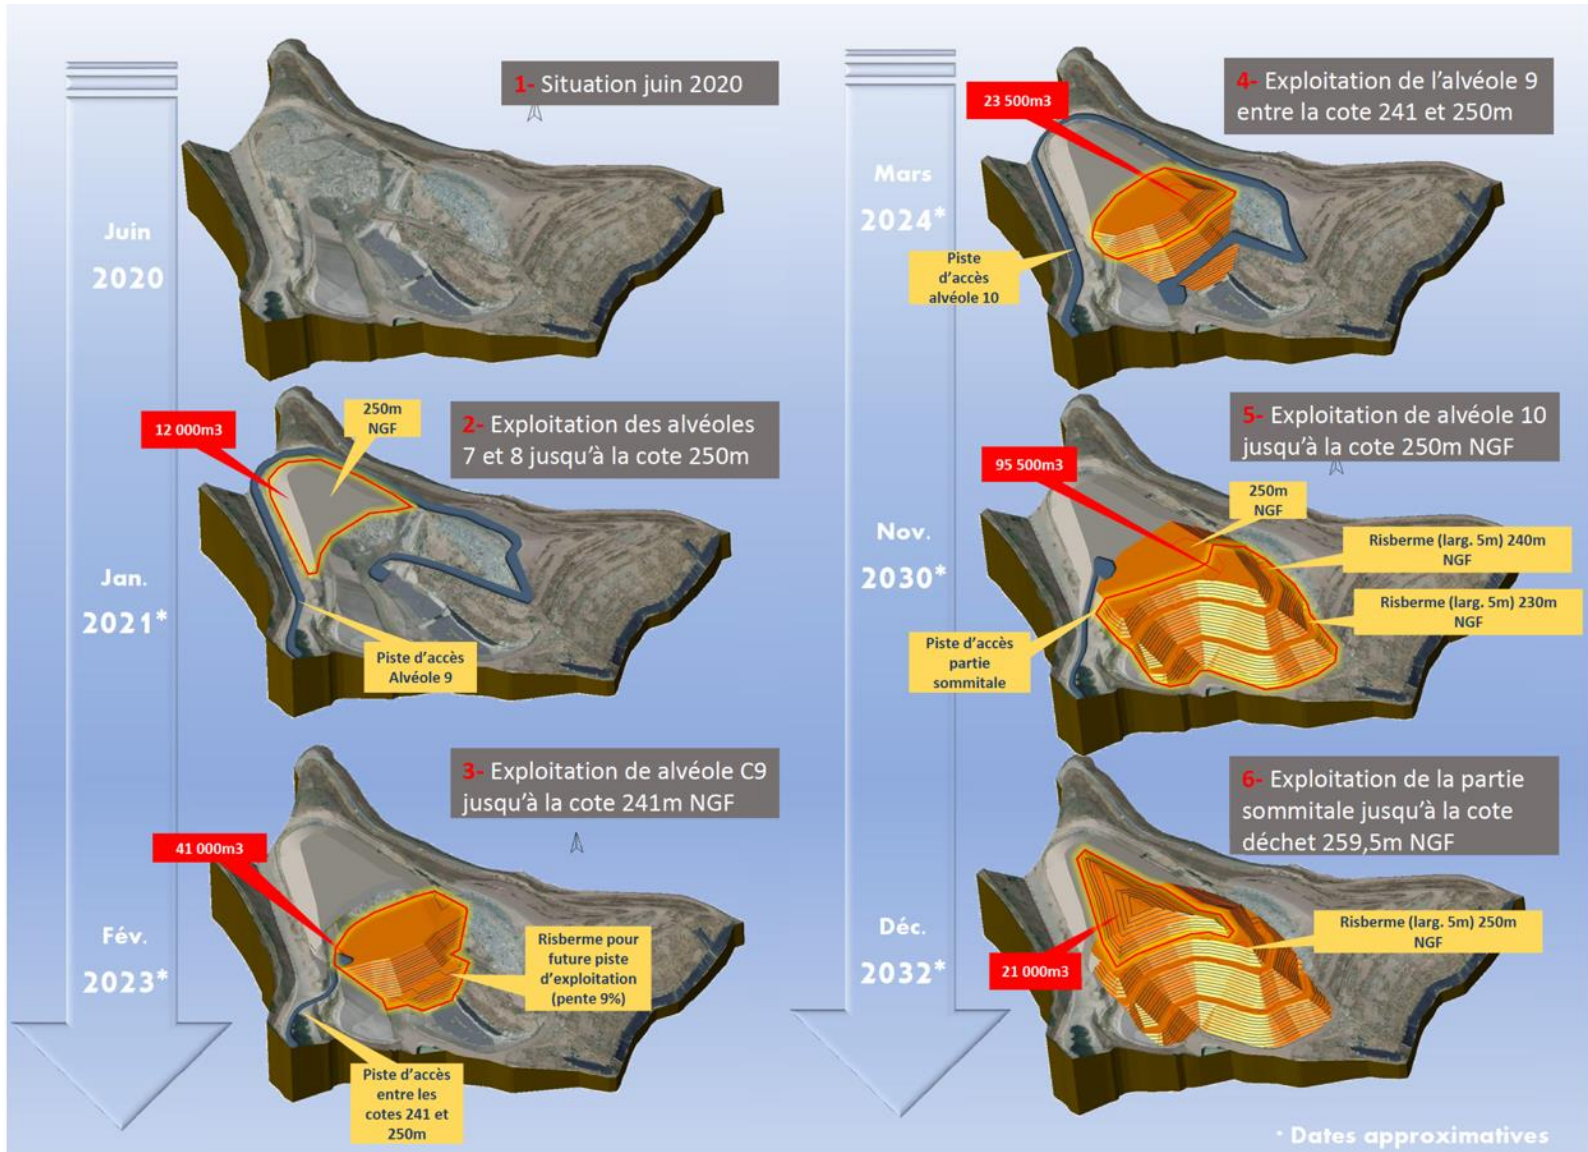 1- Situation juin 2020
Juin
2020
12 000m3
250m
NGF
2- Exploitation des alvéoles
7 et 8 jusqu'à la cote 250m
Jan.
2021*
Piste d'accès
Alvéole 9
3- Exploitation de alvéole C9
jusqu'à la cote 241m NGF
41 000m3
Fév.
2023*
Risberme pour
future piste
d'exploitation
(pente 9%)
Piste d'accès
entre les
cotes 241 et
250m
4- Exploitation de l'alvéole 9
entre la cote 241 et 250m
23 500m3
Mars
2024*
Piste
d'accès
alvéole 10
5- Exploitation de alvéole 10
jusqu'à la cote 250m NGF
95 500m3
250m
NGF
Nov.
2030*
Risberme (larg. 5m) 240m
NGF
Risberme (larg. 5m) 230m
NGF
Piste d'accès
partie
sommitale
6- Exploitation de la partie
sommitale jusqu'à la cote
déchet 259,5m NGF
Déc.
2032*
21 000m3
Risberme (larg. 5m) 250m
NGF
* Dates approximatives